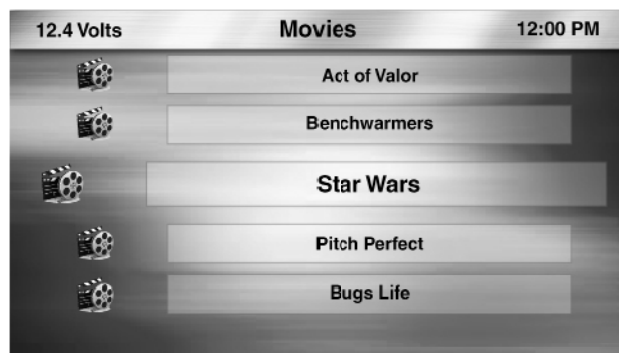 12.4 Volts Movies 12:00 PM
Act of Valor
Benchwarmers
Star Wars
Pitch Perfect
Bugs Life